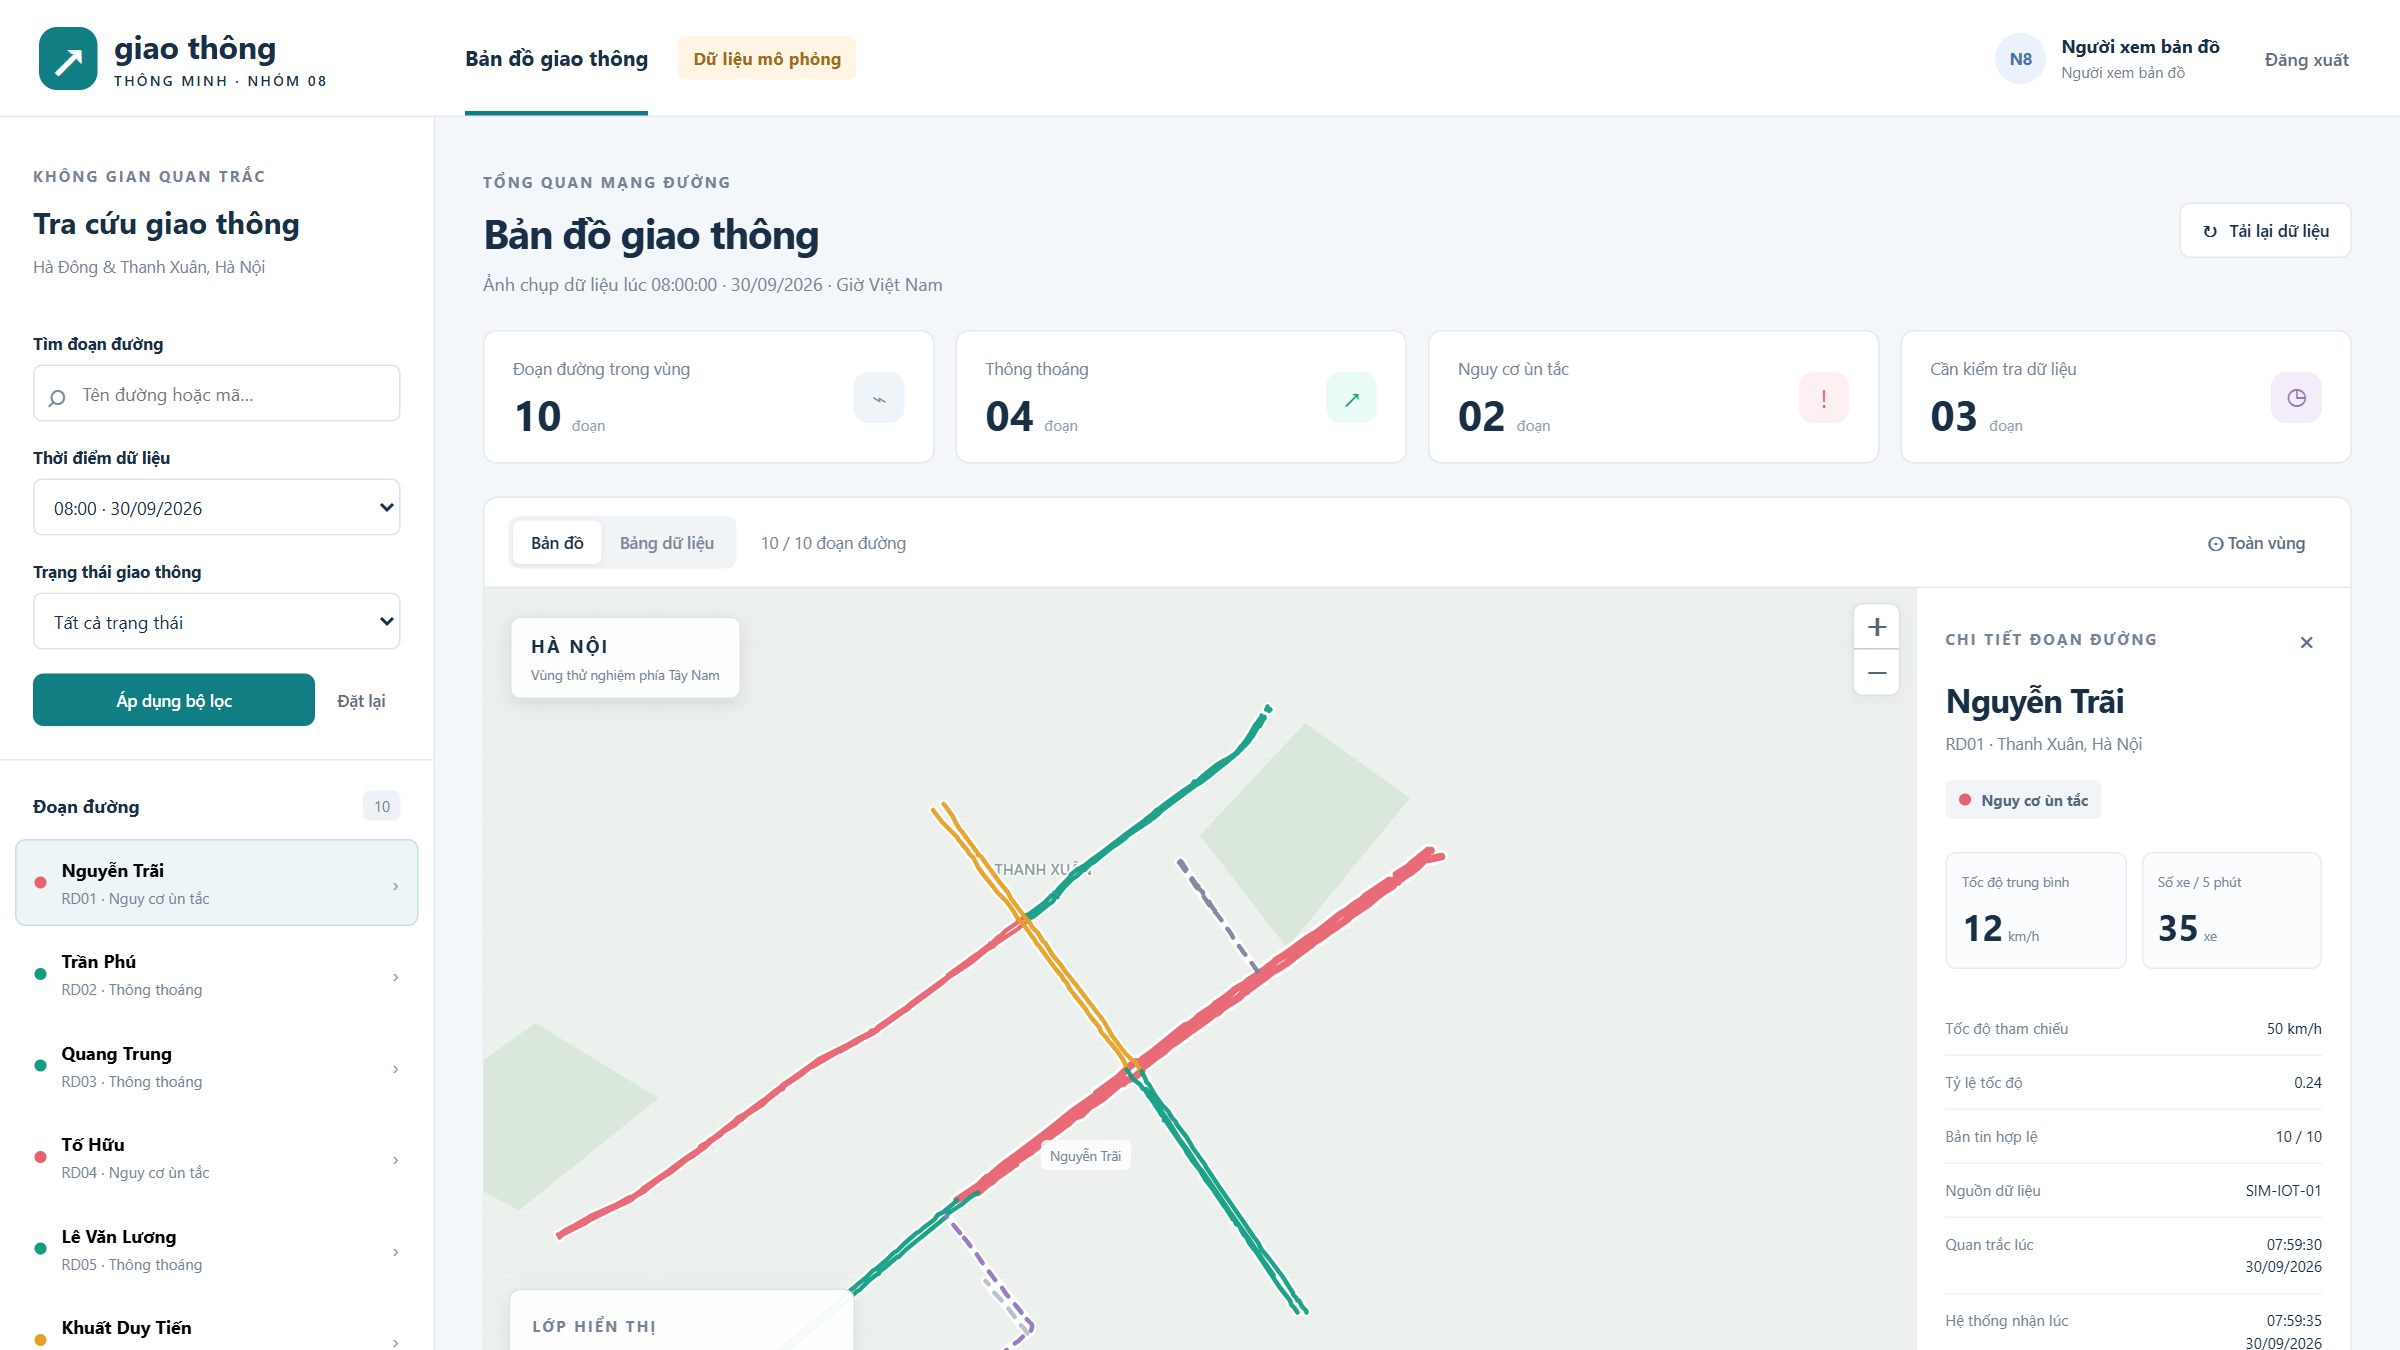 giao thông
THÔNG MINH · NHÓM 08
Bản đồ giao thông
Dữ liệu mô phỏng
N8
Người xem bản đồ
Người xem bản đồ
Đăng xuất
KHÔNG GIAN QUAN TRẮC
Tra cứu giao thông
Hà Đông & Thanh Xuân, Hà Nội
Tìm đoạn đường
Tên đường hoặc mã...
Thời điểm dữ liệu
08:00 · 30/09/2026
Trạng thái giao thông
Tất cả trạng thái
Áp dụng bộ lọc
Đặt lại
Đoạn đường
10
Nguyễn Trãi
RD01 · Nguy cơ ùn tắc
Trần Phú
RD02 · Thông thoáng
Quang Trung
RD03 · Thông thoáng
Tố Hữu
RD04 · Nguy cơ ùn tắc
Lê Văn Lương
RD05 · Thông thoáng
Khuất Duy Tiến
TỔNG QUAN MẠNG ĐƯỜNG
Bản đồ giao thông
Ảnh chụp dữ liệu lúc 08:00:00 · 30/09/2026 · Giờ Việt Nam
Tải lại dữ liệu
Đoạn đường trong vùng
10 đoạn
Thông thoáng
04 đoạn
Nguy cơ ùn tắc
02 đoạn
!
Cần kiểm tra dữ liệu
03 đoạn
Bản đồ
Bảng dữ liệu
10 / 10 đoạn đường
Toàn vùng
HÀ NỘI
Vùng thử nghiệm phía Tây Nam
THANH XUÂN
Nguyễn Trãi
LỚP HIỂN THỊ
CHI TIẾT ĐOẠN ĐƯỜNG
Nguyễn Trãi
RD01 · Thanh Xuân, Hà Nội
Nguy cơ ùn tắc
Tốc độ trung bình
12 km/h
Số xe / 5 phút
35 xe
Tốc độ tham chiếu
50 km/h
Tỷ lệ tốc độ
0.24
Bản tin hợp lệ
10 / 10
Nguồn dữ liệu
SIM-IOT-01
Quan trắc lúc
07:59:30
30/09/2026
Hệ thống nhận lúc
07:59:35
30/09/2026